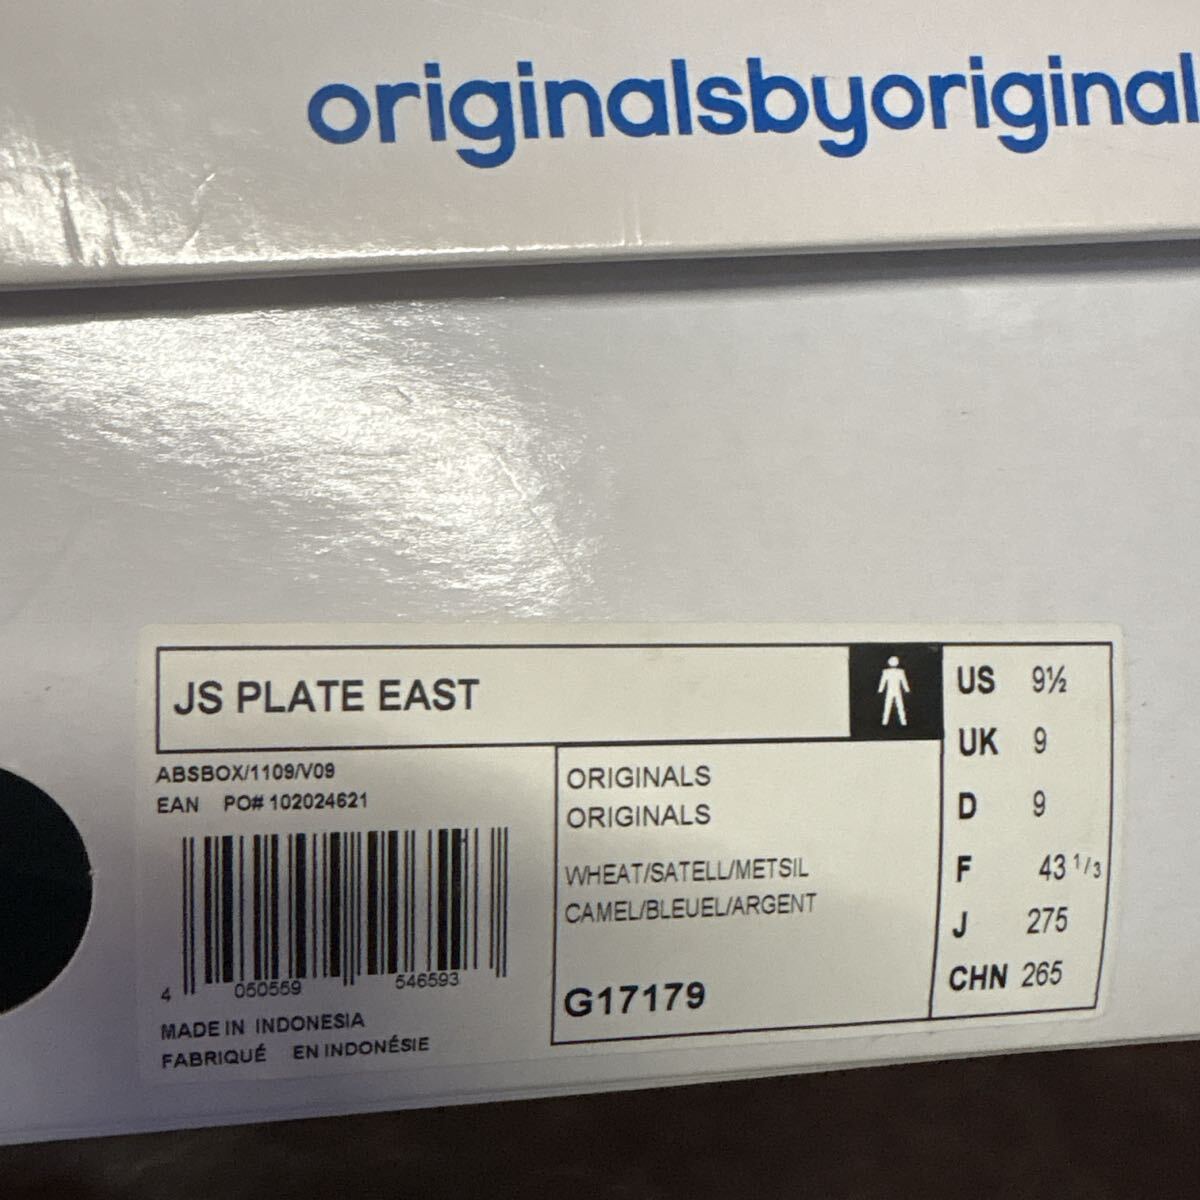 originalsbyoriginal
JS PLATE EAST
ABSBOX/1109/V09
EAN PO# 102024621
4 050559 546593
MADE IN INDONESIA
FABRIQUÉ EN INDONÉSIE
ORIGINALS
ORIGINALS
WHEAT/SATELL/METSIL
CAMEL/BLEUEL/ARGENT
G17179
US 9½
UK 9
D 9
F 43 1/3
J 275
CHN 265